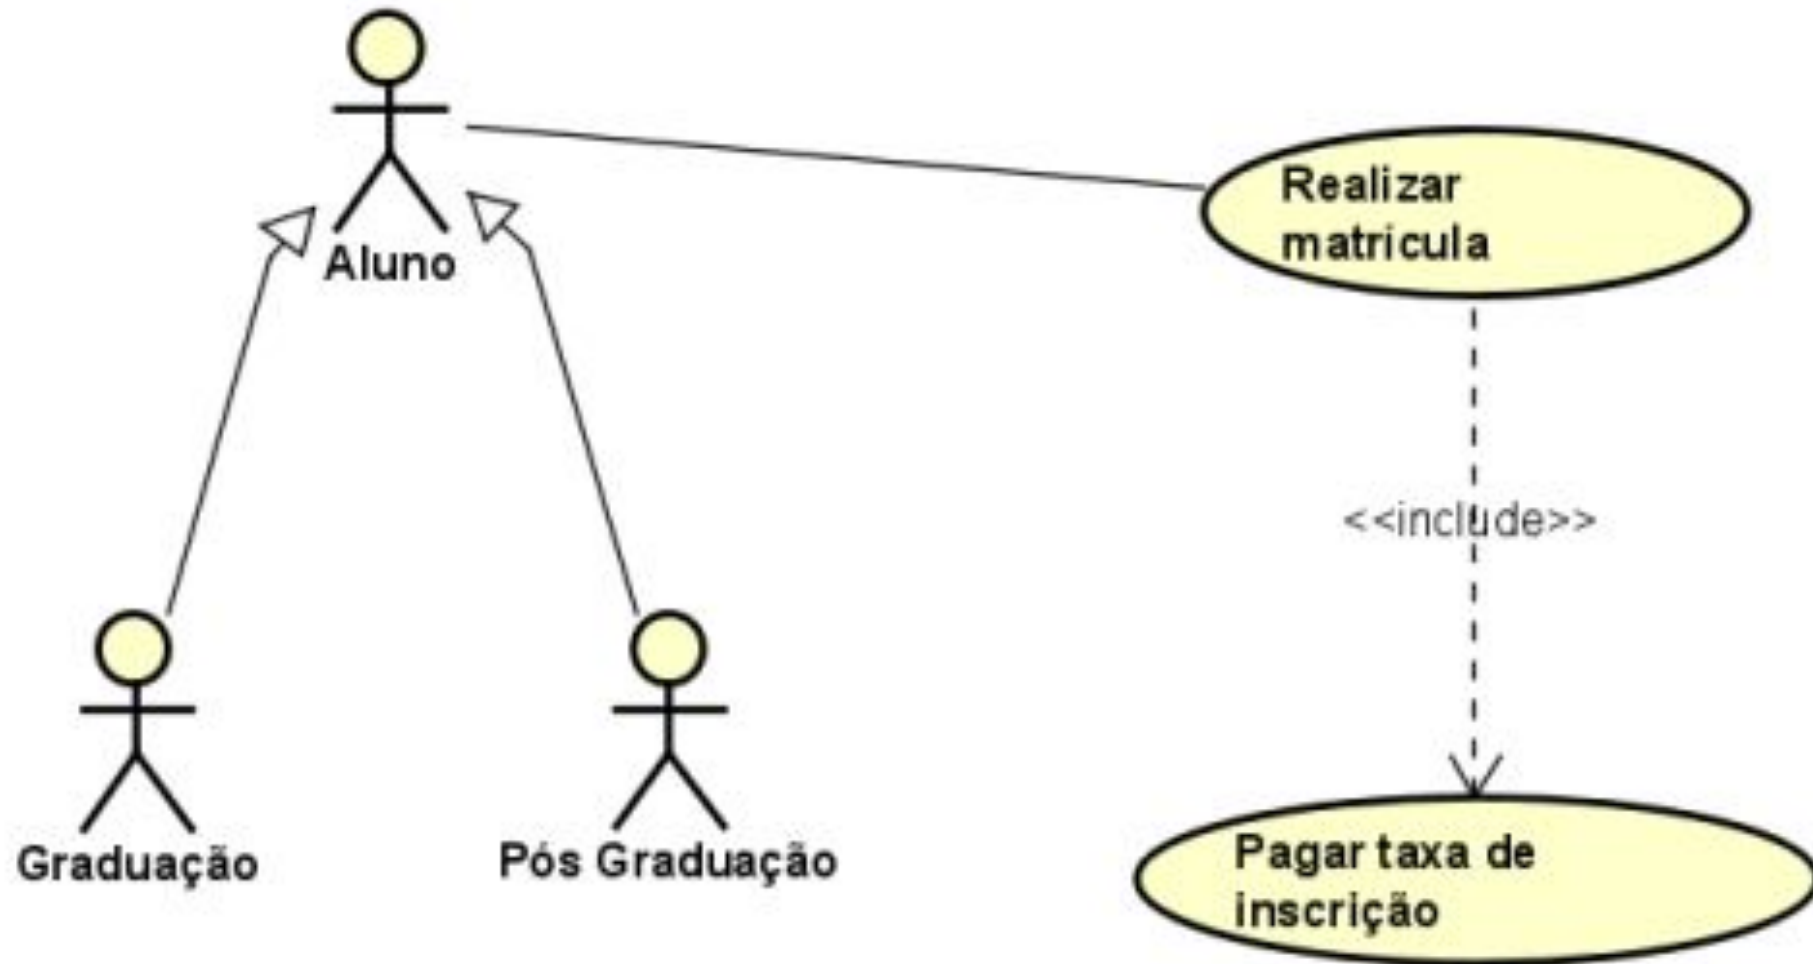 Aluno
Realizar
matricula
<<include>>
Graduação
Pós Graduação
Pagar taxa de
inscrição